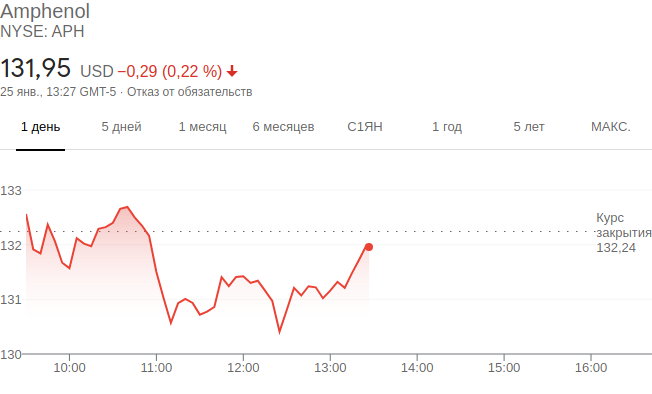 Amphenol
NYSE: APH
131,95 USD −0,29 (0,22 %)
25 янв., 13:27 GMT-5 · Отказ от обязательств
1 день 5 дней 1 месяц 6 месяцев С1ЯН 1 год 5 лет МАКС.
133
Курс
закрытия
132,24
132
131
130
10:00 11:00 12:00 13:00 14:00 15:00 16:00